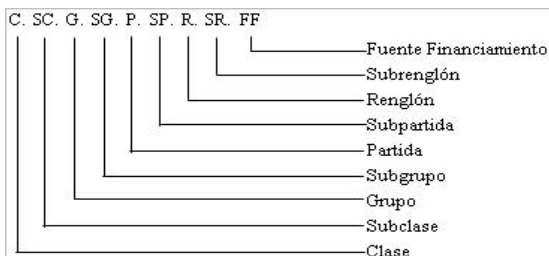 C. SC. G. SG. P. SP. R. SR. FF
Fuente Financiamiento
Subrenglón
Renglón
Subpartida
Partida
Subgrupo
Grupo
Subclase
Clase